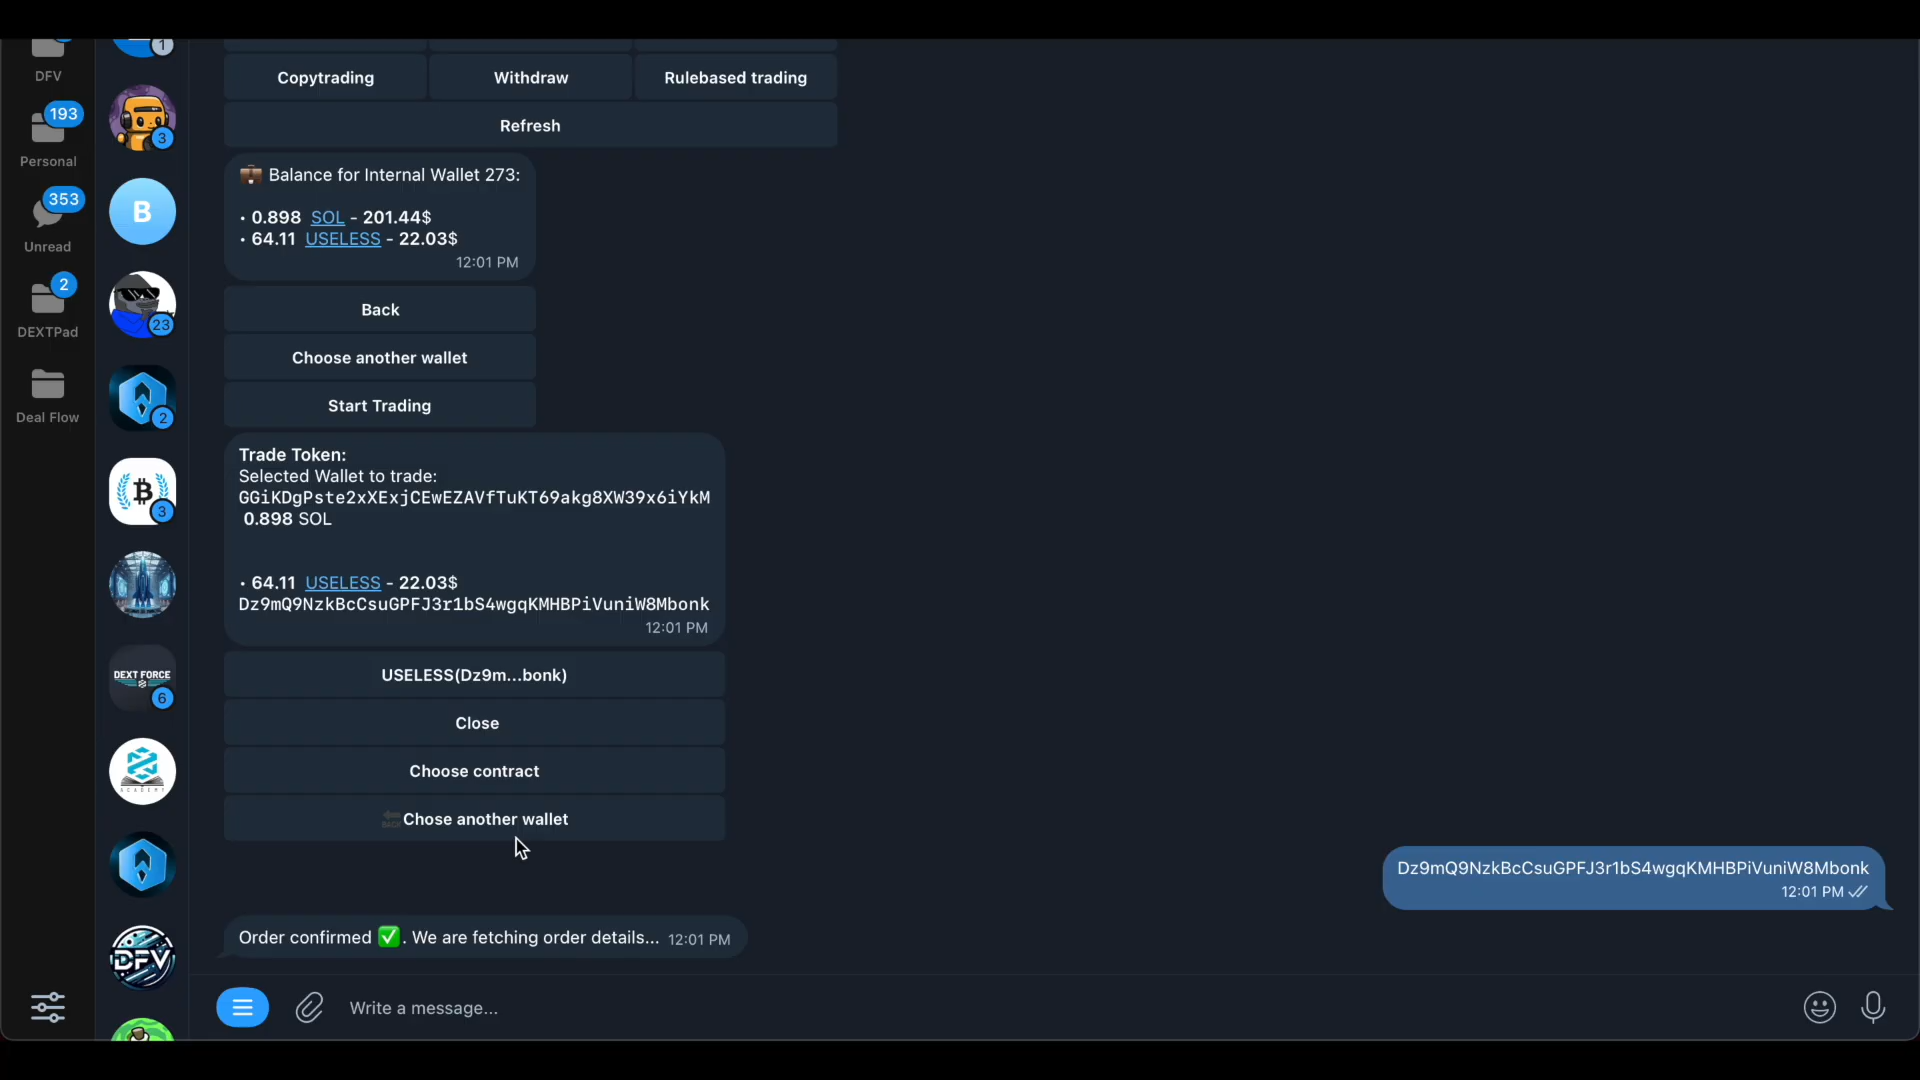 DFV
193
Personal
353
Unread
2
DEXTPad
Deal Flow
1
3
B
23
2
3
DEXT FORCE
6
ACADEMY
DFV
Copytrading
Withdraw
Rulebased trading
Refresh
Balance for Internal Wallet 273:
• 0.898 SOL - 201.44$
• 64.11 USELESS - 22.03$
12:01 PM
Back
Choose another wallet
Start Trading
Trade Token:
Selected Wallet to trade:
GGiKDgPste2xXExjCEwEZAVfTuKT69akg8XW39x6iYkM
0.898 SOL
• 64.11 USELESS - 22.03$
Dz9mQ9NzkBcCsuGPFJ3r1bS4wgqKMHBPiVuniW8Mbonk
12:01 PM
USELESS(Dz9m...bonk)
Close
Choose contract
Chose another wallet
Dz9mQ9NzkBcCsuGPFJ3r1bS4wgqKMHBPiVuniW8Mbonk
12:01 PM
Order confirmed ✅. We are fetching order details... 12:01 PM
Write a message...